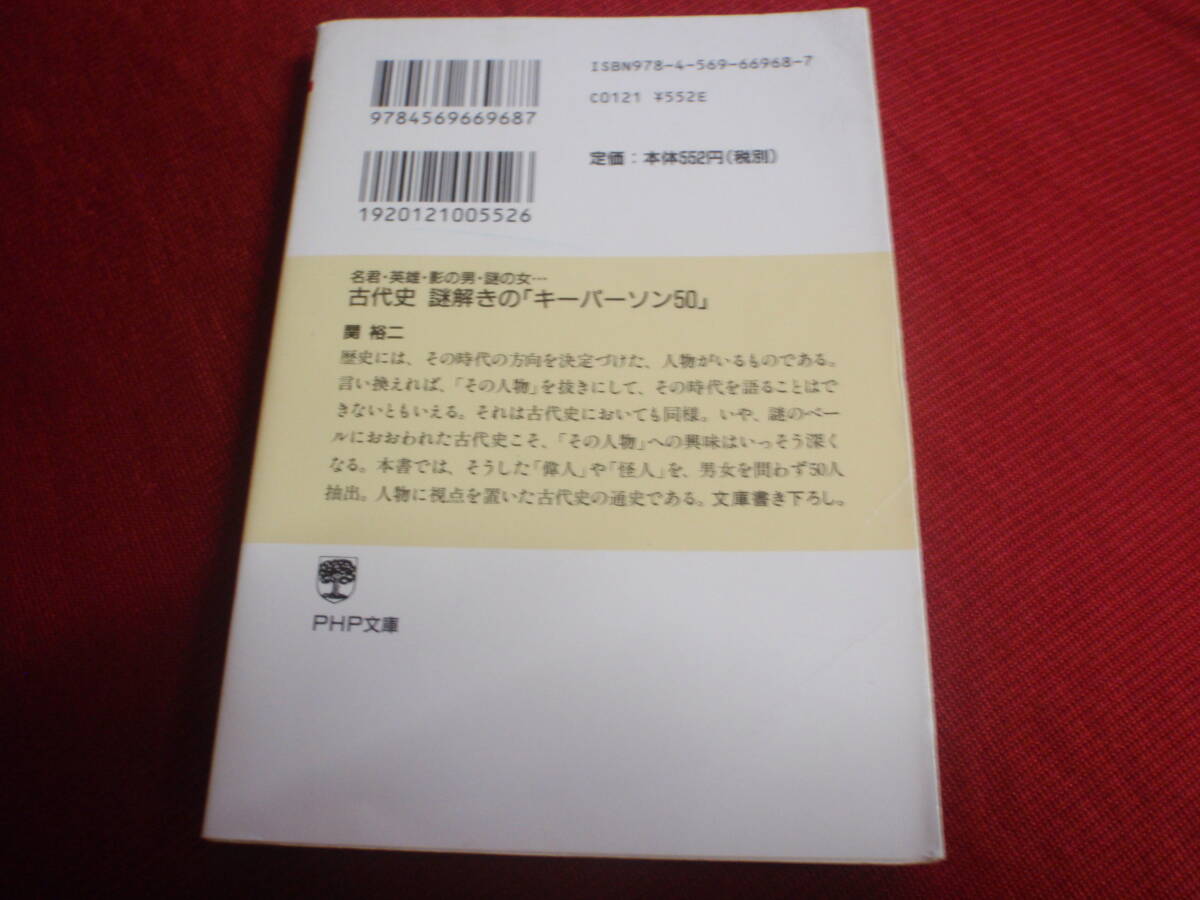 ISBN978-4-569-66968-7
9784569669687
C0121 ¥552E
定価：本体552円（税別）
1920121005526
名君・英雄・影の男・謎の女…
古代史 謎解きの「キーパーソン50」
関 裕二
歴史には、その時代の方向を決定づけた、人物がいるものである。
言い換えれば、「その人物」を抜きにして、その時代を語ることはで
きないともいえる。それは古代史においても同様。いや、謎のベー
ルにおおわれた古代史こそ、「その人物」への興味はいっそう深く
なる。本書では、そうした「偉人」や「怪人」を、男女を問わず50人
抽出。人物に視点を置いた古代史の通史である。文庫書き下ろし。
PHP文庫